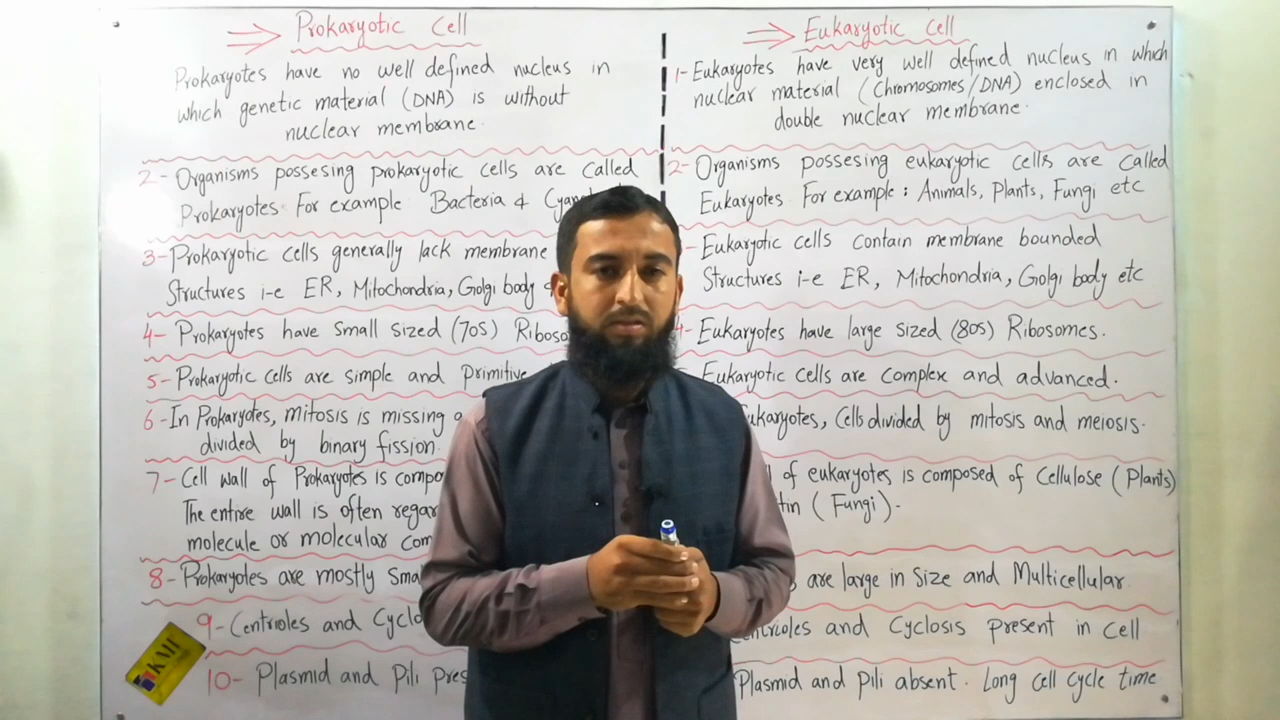 ⇒ Prokaryotic Cell
Prokaryotes have no well defined nucleus in
which genetic material (DNA) is without
nuclear membrane.
2- Organisms possesing prokaryotic cells are called
Prokaryotes. For example Bacteria &
3- Prokaryotic cells generally lack membrane
Structures i-e ER, Mitochondria, Golgi body
4- Prokaryotes have small sized (70s)
5- Prokaryotic cells are simple and primitive
6- In Prokaryotes, mitosis is missing
divided by binary fission.
7- Cell wall of Prokaryotes is
The entire wall is often
molecule or molecular
8- Prokaryotes are mostly
9- Centrioles and
10- Plasmid and Pili
⇒ Eukaryotic Cell
1- Eukaryotes have very well defined nucleus in which
nuclear material (Chromosomes/DNA) enclosed in
double nuclear membrane.
2- Organisms possesing eukaryotic cells are called
Eukaryotes. For example: Animals, Plants, Fungi etc
- Eukaryotic cells contain membrane bounded
Structures i-e ER, Mitochondria, Golgi body etc
4- Eukaryotes have large sized (80s) Ribosomes.
Eukaryotic cells are complex and advanced.
Cells divided by mitosis and meiosis.
of eukaryotes is composed of Cellulose (Plants)
(Fungi).
are large in Size and Multicellular.
and Cyclosis present in Cell
Plasmid and Pili absent. Long cell cycle time
KMI